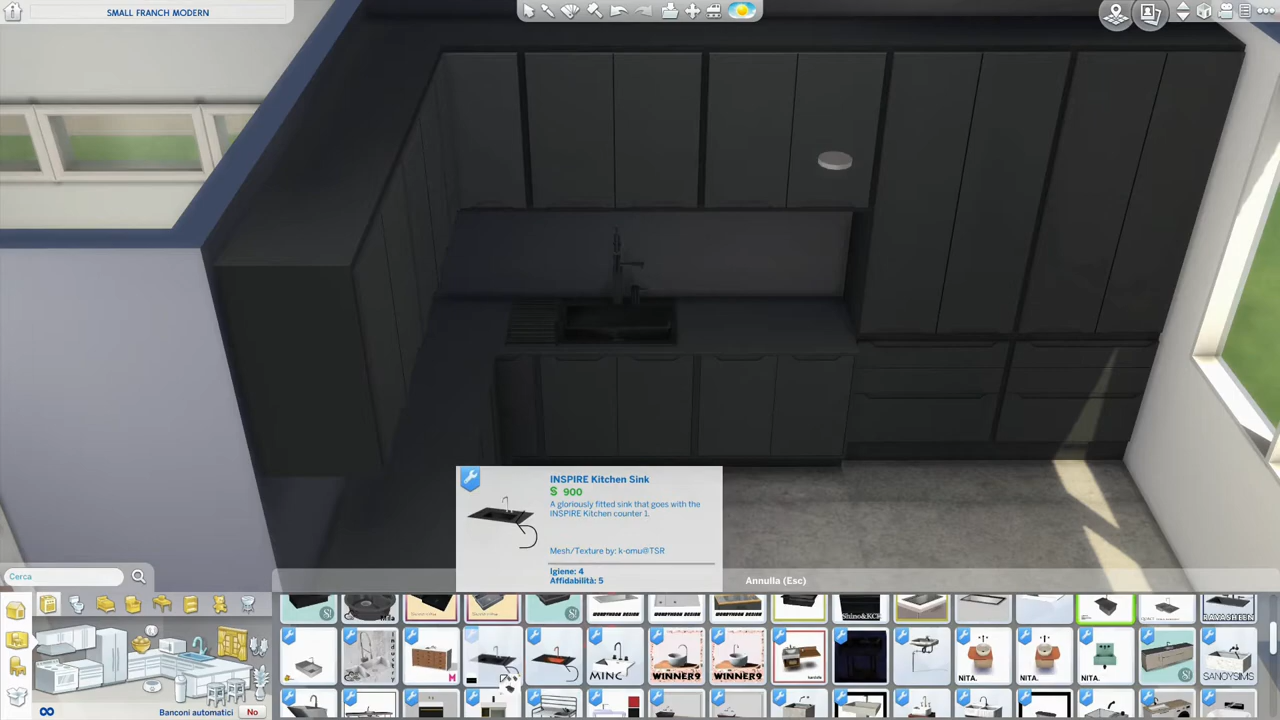 SMALL FRANCH MODERN
INSPIRE Kitchen Sink
$ 900
A gloriously fitted sink that goes with the
INSPIRE Kitchen counter 1.
Mesh/Texture by: k-omu@TSR
Igiene: 4
Affidabilità: 5
Annulla (Esc)
Cerca
Banconi automatici
No
Shino&KCR
RAVASHEEN
M
MINC
WINNER9
WINNER9
NITA.
NITA.
NITA.
SANOYSIMS